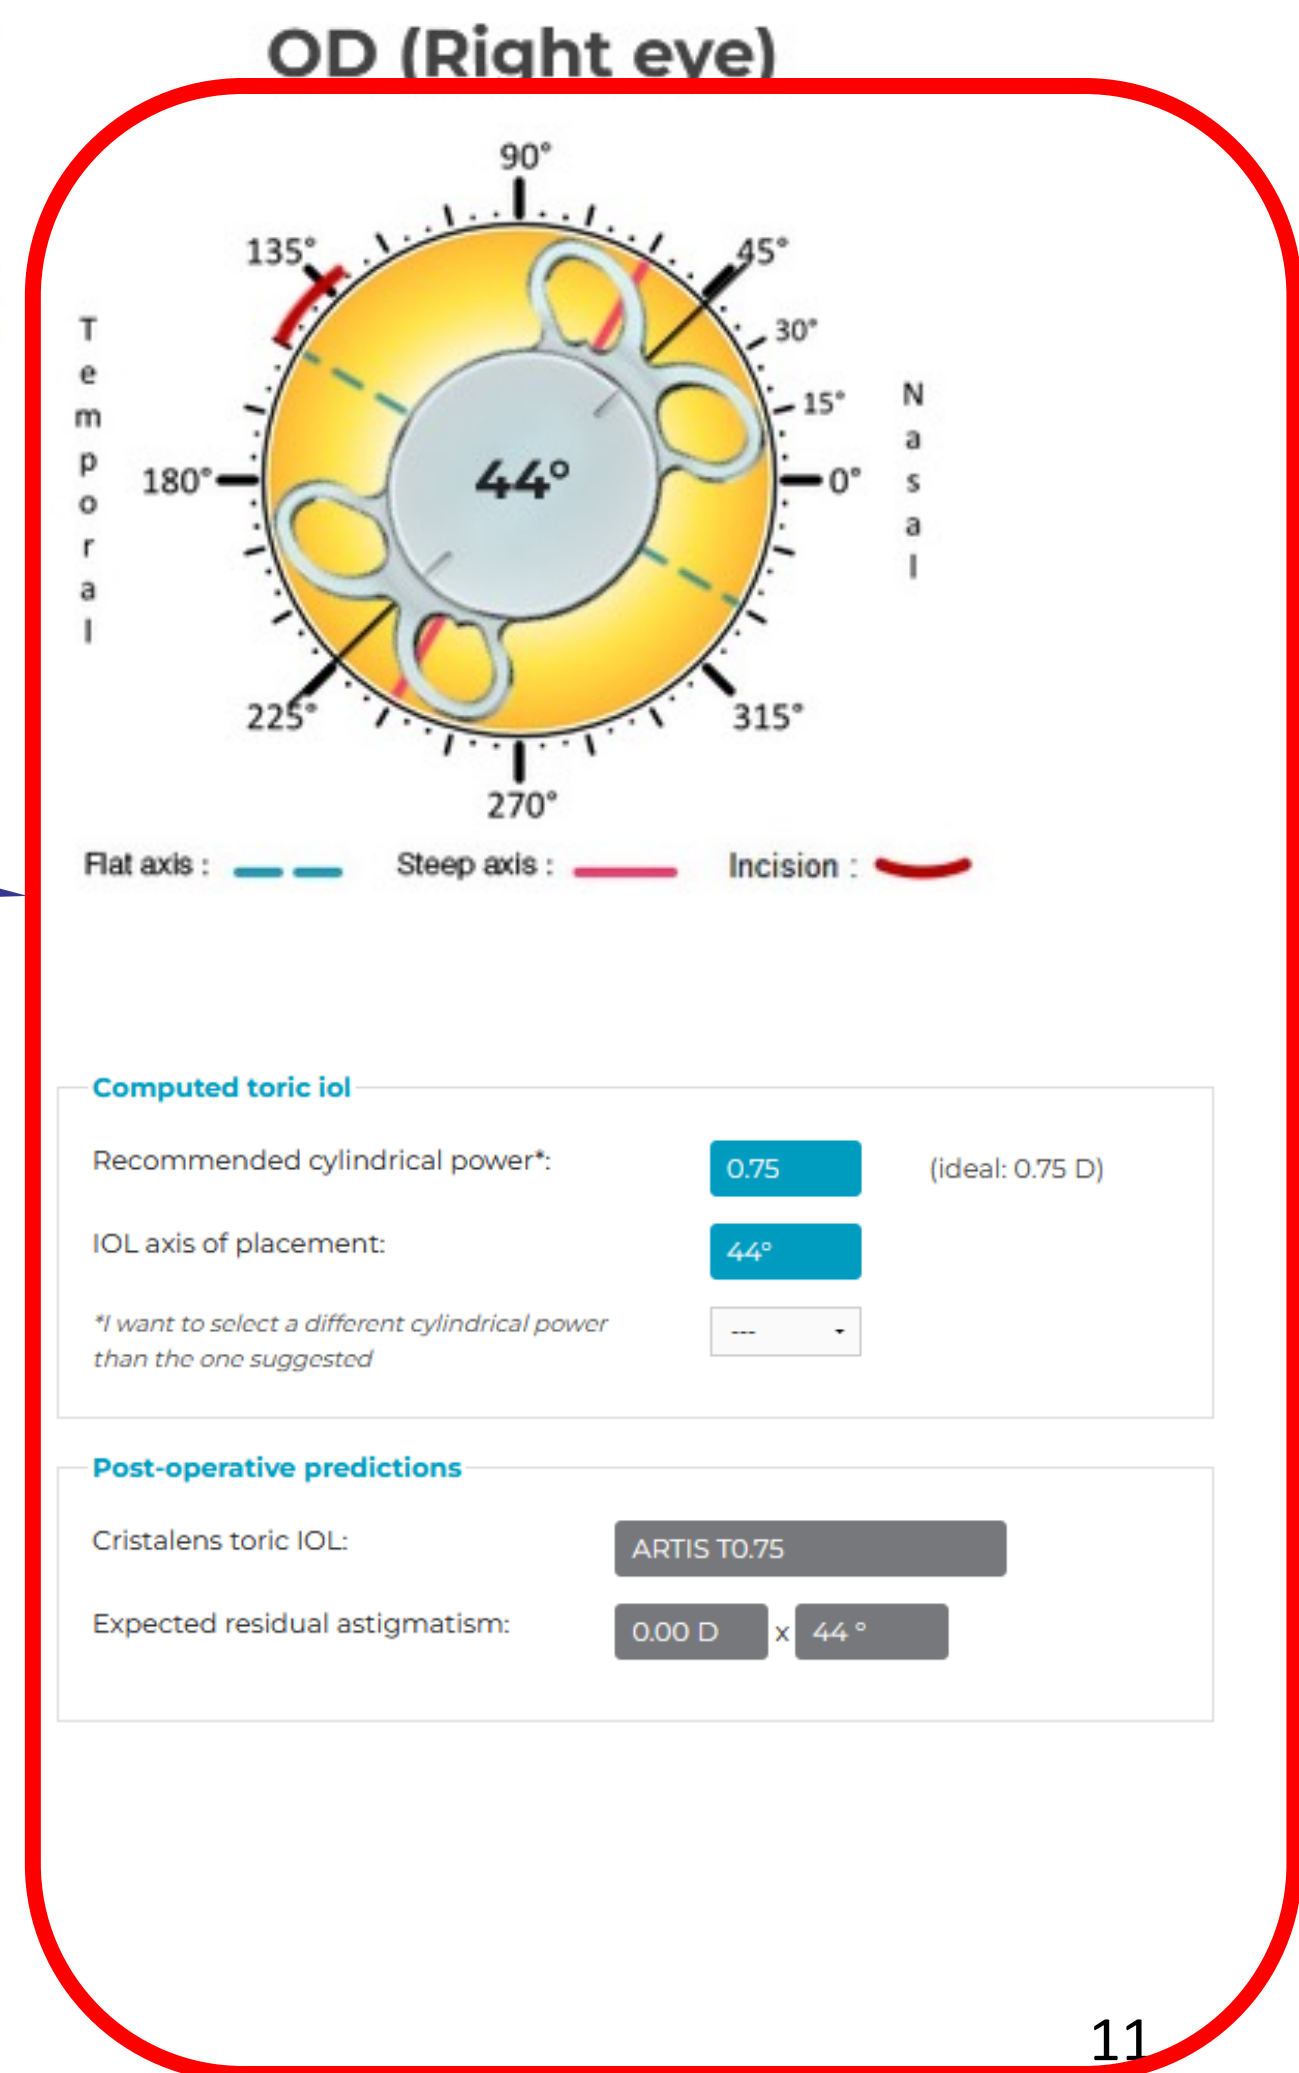 OD (Right eye)
90°
135°
45°
30°
15°
Temporal
Nasal
180°
44°
0°
225°
315°
270°
Flat axis : Steep axis : Incision :
Computed toric iol
Recommended cylindrical power*: 0.75 (ideal: 0.75 D)
IOL axis of placement: 44°
*I want to select a different cylindrical power
than the one suggested
---
Post-operative predictions
Cristalens toric IOL: ARTIS T0.75
Expected residual astigmatism: 0.00 D x 44 °
11